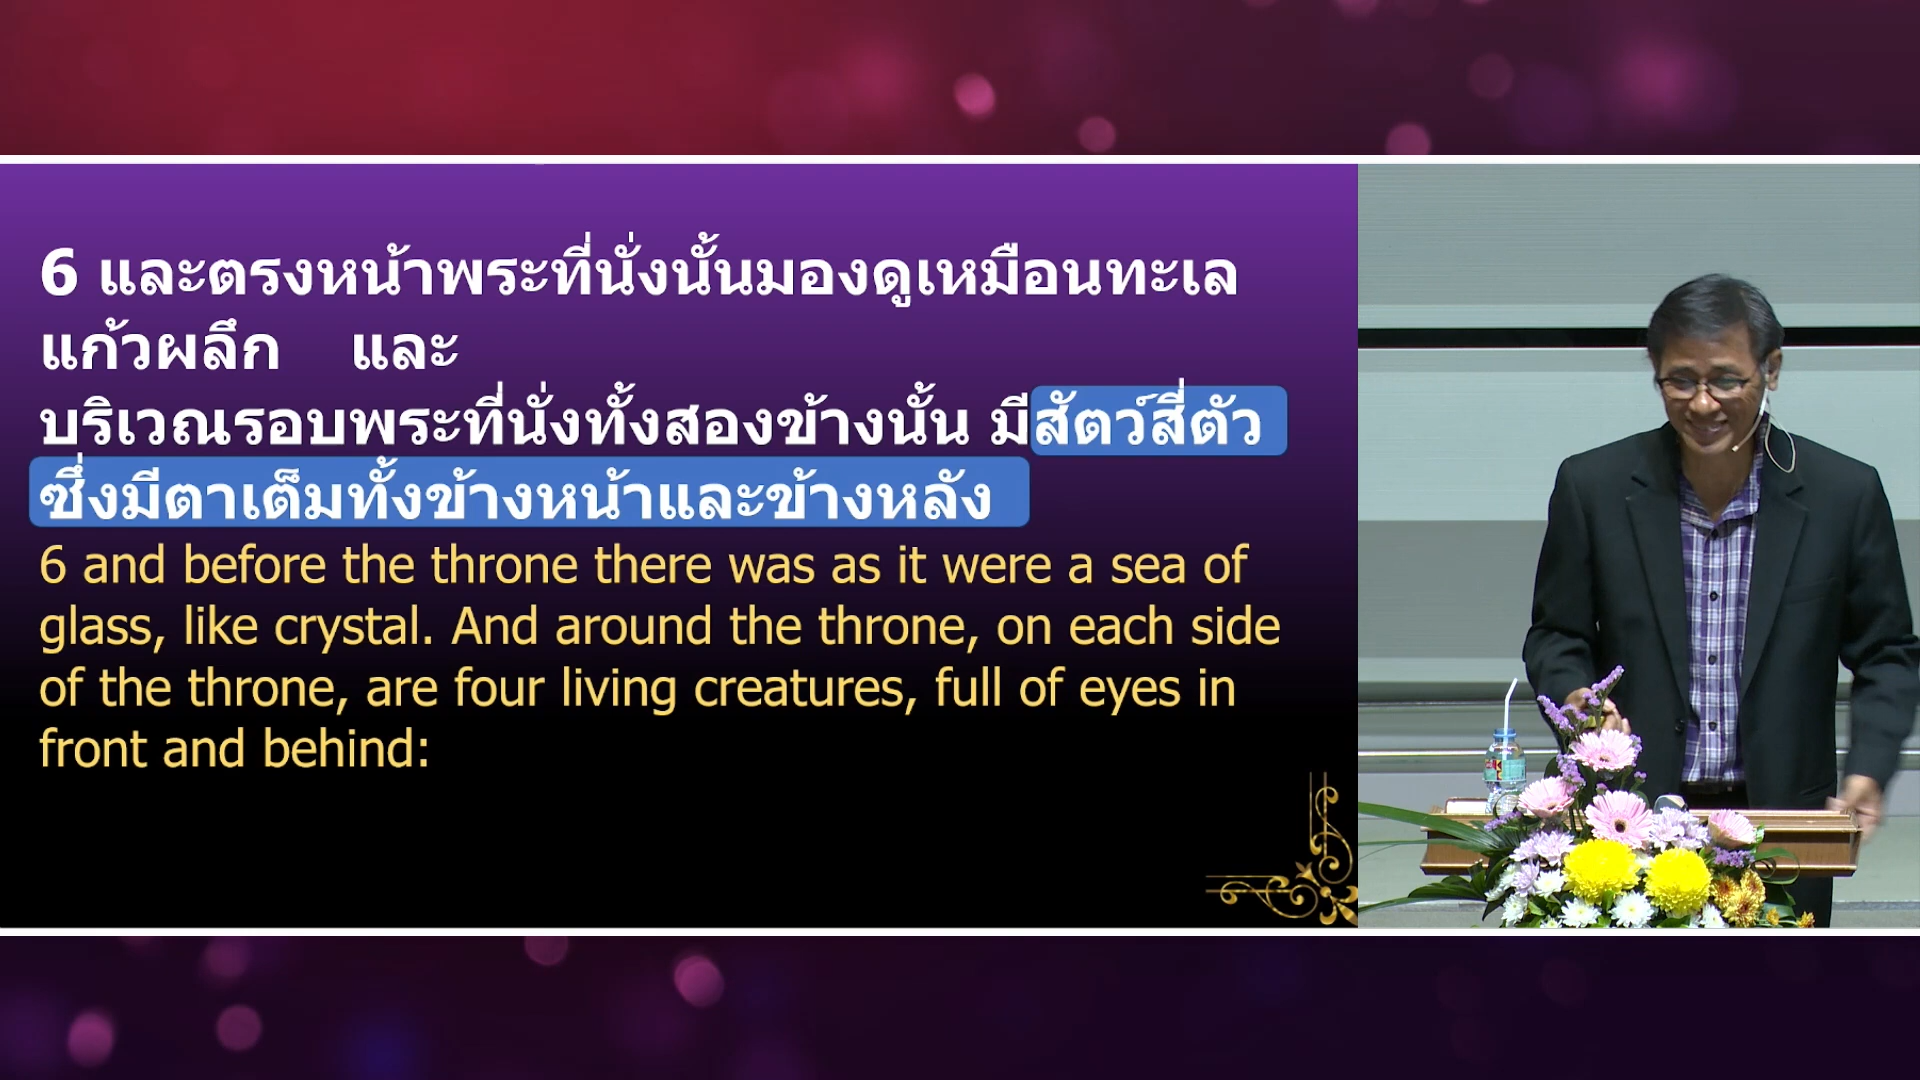 6 และตรงหน้าพระที่นั่งนั้นมองดูเหมือนทะเล
แก้วผลึก และ
บริเวณรอบพระที่นั่งทั้งสองข้างนั้น มีสัตว์สี่ตัว
ซึ่งมีตาเต็มทั้งข้างหน้าและข้างหลัง
6 and before the throne there was as it were a sea of
glass, like crystal. And around the throne, on each side
of the throne, are four living creatures, full of eyes in
front and behind: